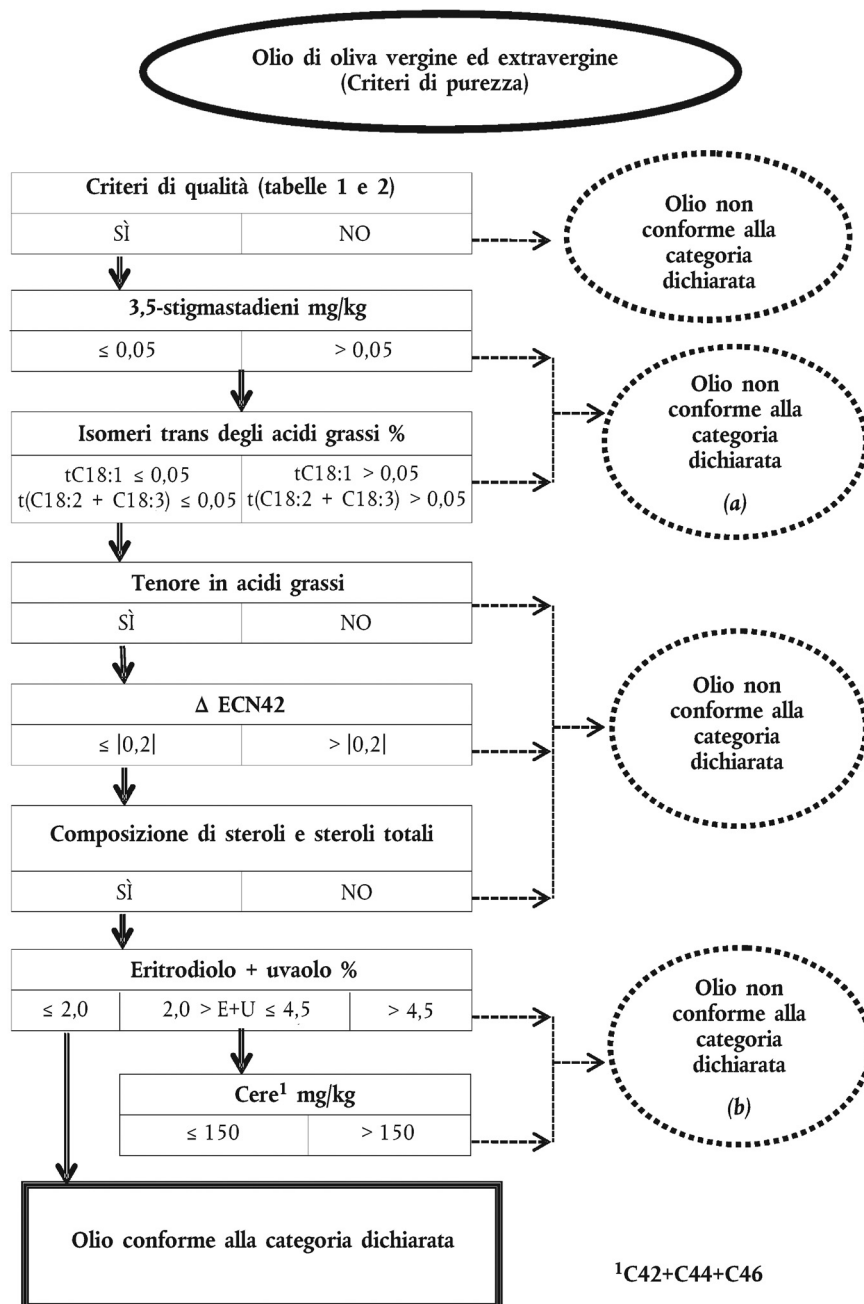 Olio di oliva vergine ed extravergine
(Criteri di purezza)
Criteri di qualità (tabelle 1 e 2)
SÌ NO
Olio non
conforme alla
categoria
dichiarata
3,5-stigmastadieni mg/kg
≤ 0,05 > 0,05
Olio non
conforme alla
categoria
dichiarata
(a)
Isomeri trans degli acidi grassi %
tC18:1 ≤ 0,05 tC18:1 > 0,05
t(C18:2 + C18:3) ≤ 0,05 t(C18:2 + C18:3) > 0,05
Tenore in acidi grassi
SÌ NO
Δ ECN42
≤ |0,2| > |0,2|
Olio non
conforme alla
categoria
dichiarata
Composizione di steroli e steroli totali
SÌ NO
Eritrodiolo + uvaolo %
≤ 2,0 2,0 > E+U ≤ 4,5 > 4,5
Olio non
conforme alla
categoria
dichiarata
(b)
Cere¹ mg/kg
≤ 150 > 150
Olio conforme alla categoria dichiarata
¹C42+C44+C46